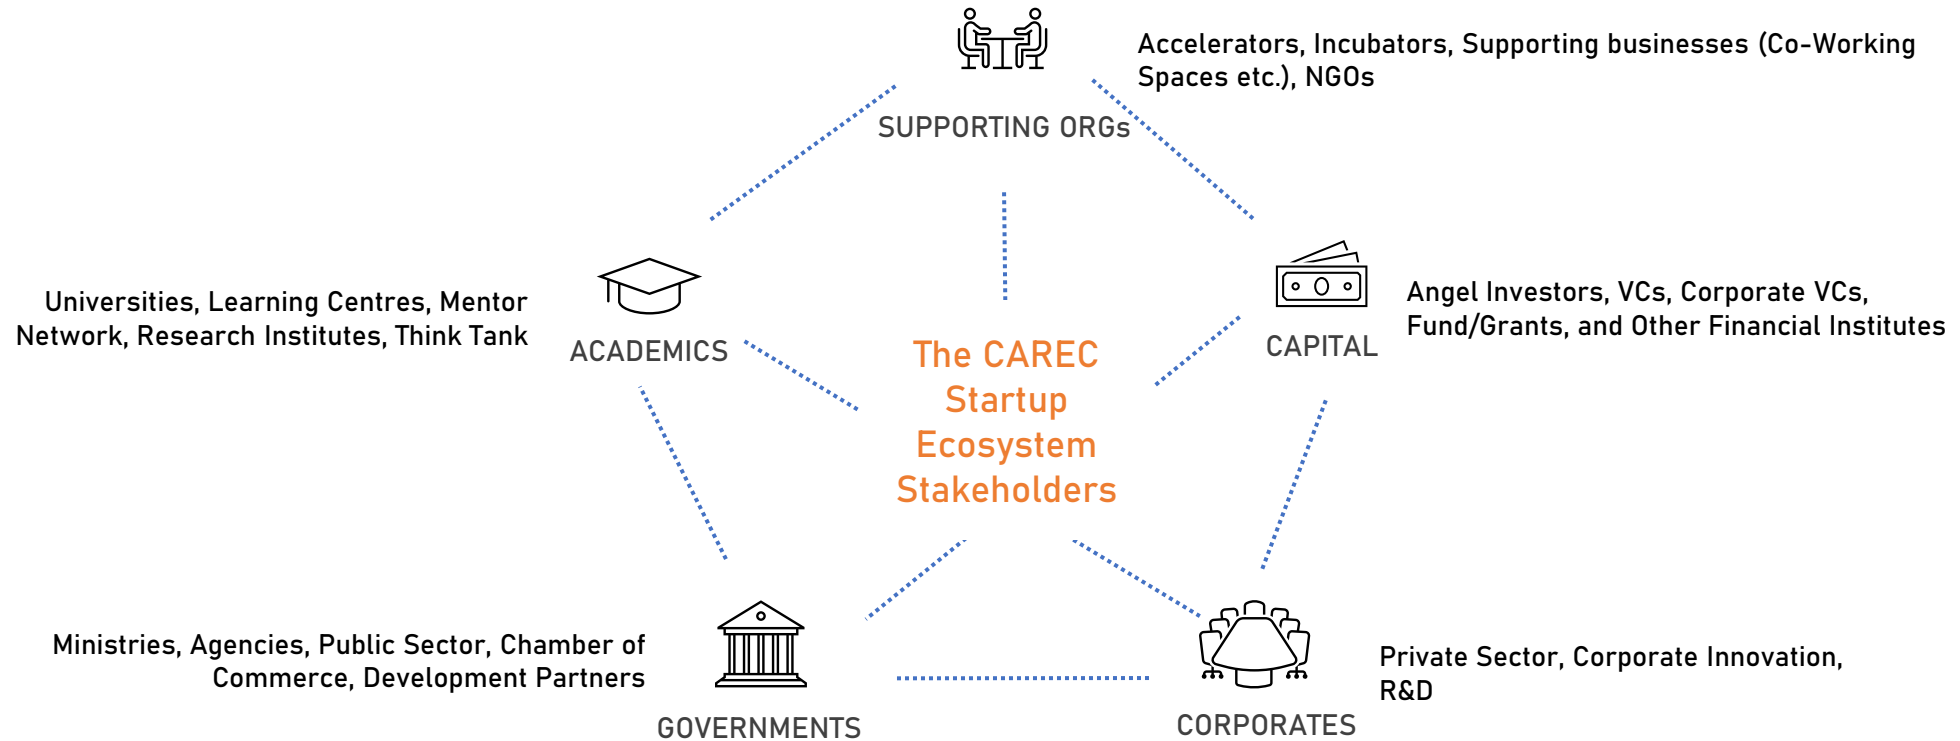 Accelerators, Incubators, Supporting businesses (Co-Working
Spaces etc.), NGOs
SUPPORTING ORGs
Universities, Learning Centres, Mentor
Network, Research Institutes, Think Tank
ACADEMICS
Angel Investors, VCs, Corporate VCs,
Fund/Grants, and Other Financial Institutes
CAPITAL
The CAREC
Startup
Ecosystem
Stakeholders
Ministries, Agencies, Public Sector, Chamber of
Commerce, Development Partners
GOVERNMENTS
Private Sector, Corporate Innovation,
R&D
CORPORATES